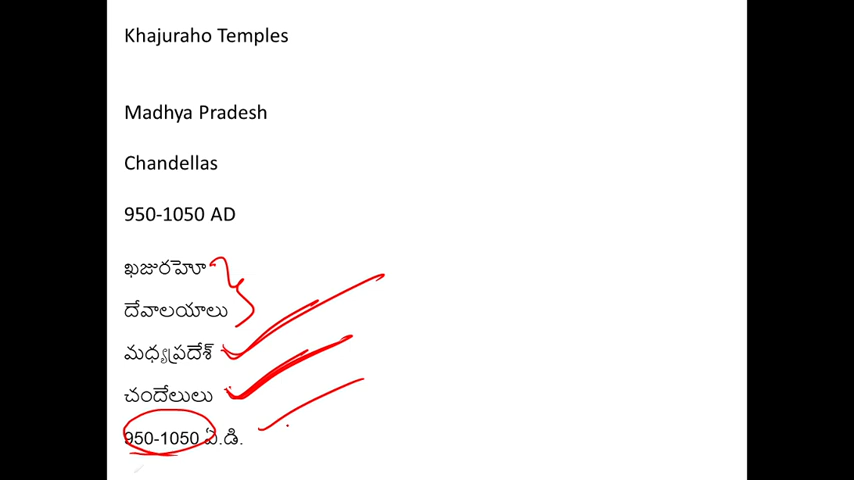 Khajuraho Temples
Madhya Pradesh
Chandellas
950-1050 AD
ఖజురహెూ
దేవాలయాలు
మధ్యప్రదేశ్
చందేలులు
950-1050 ఏ.డి.